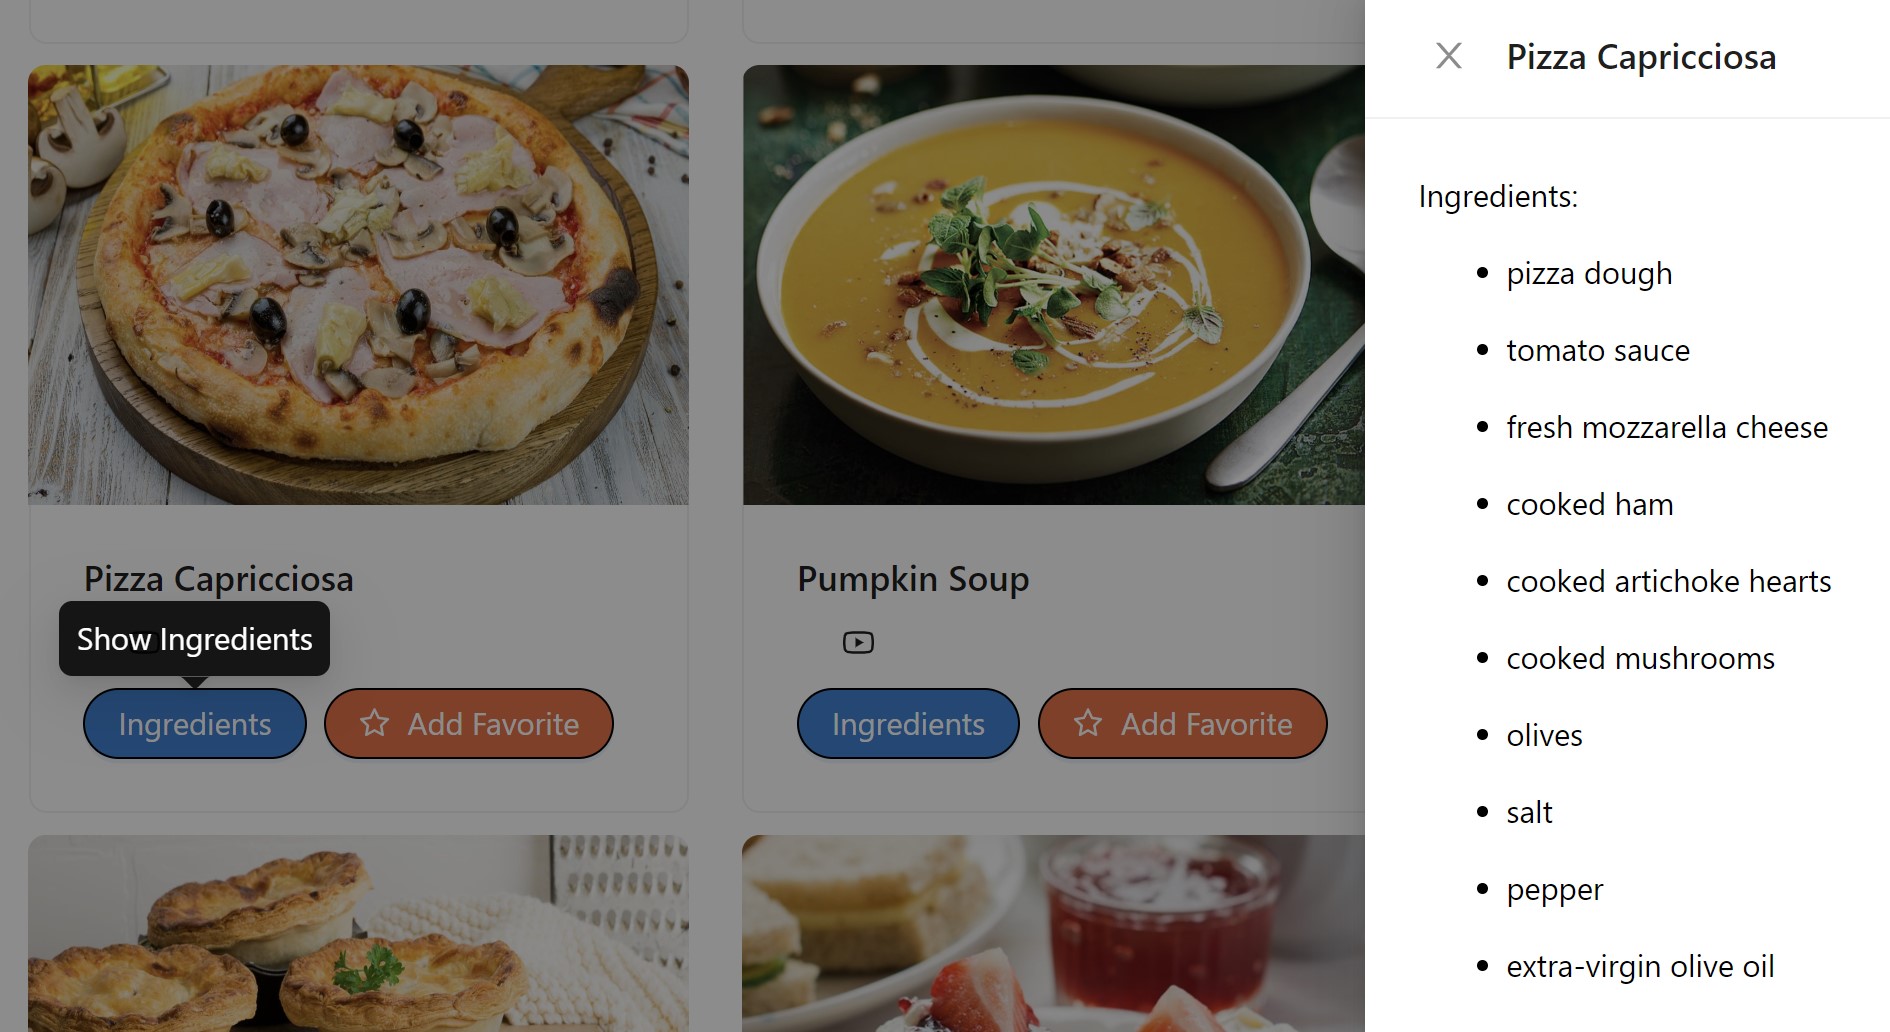 Pizza Capricciosa
Show Ingredients
Ingredients
Add Favorite
Pumpkin Soup
Ingredients
Add Favorite
Pizza Capricciosa
Ingredients:
pizza dough
tomato sauce
fresh mozzarella cheese
cooked ham
cooked artichoke hearts
cooked mushrooms
olives
salt
pepper
extra-virgin olive oil